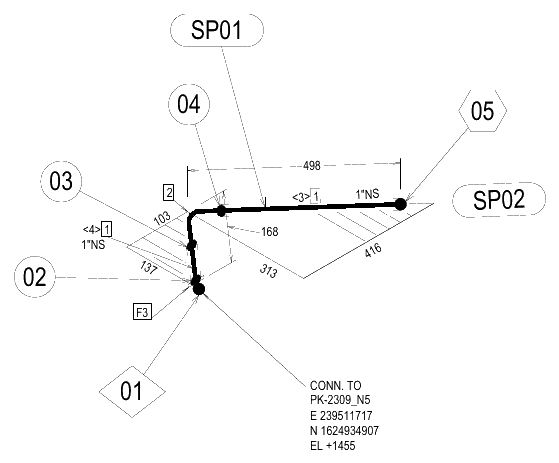 SP01
04
05
498
03
2
<3>1
1"NS
SP02
103
<4>1
1"NS
168
416
313
137
02
F3
01
CONN. TO
PK-2309_N5
E 239511717
N 1624934907
EL +1455